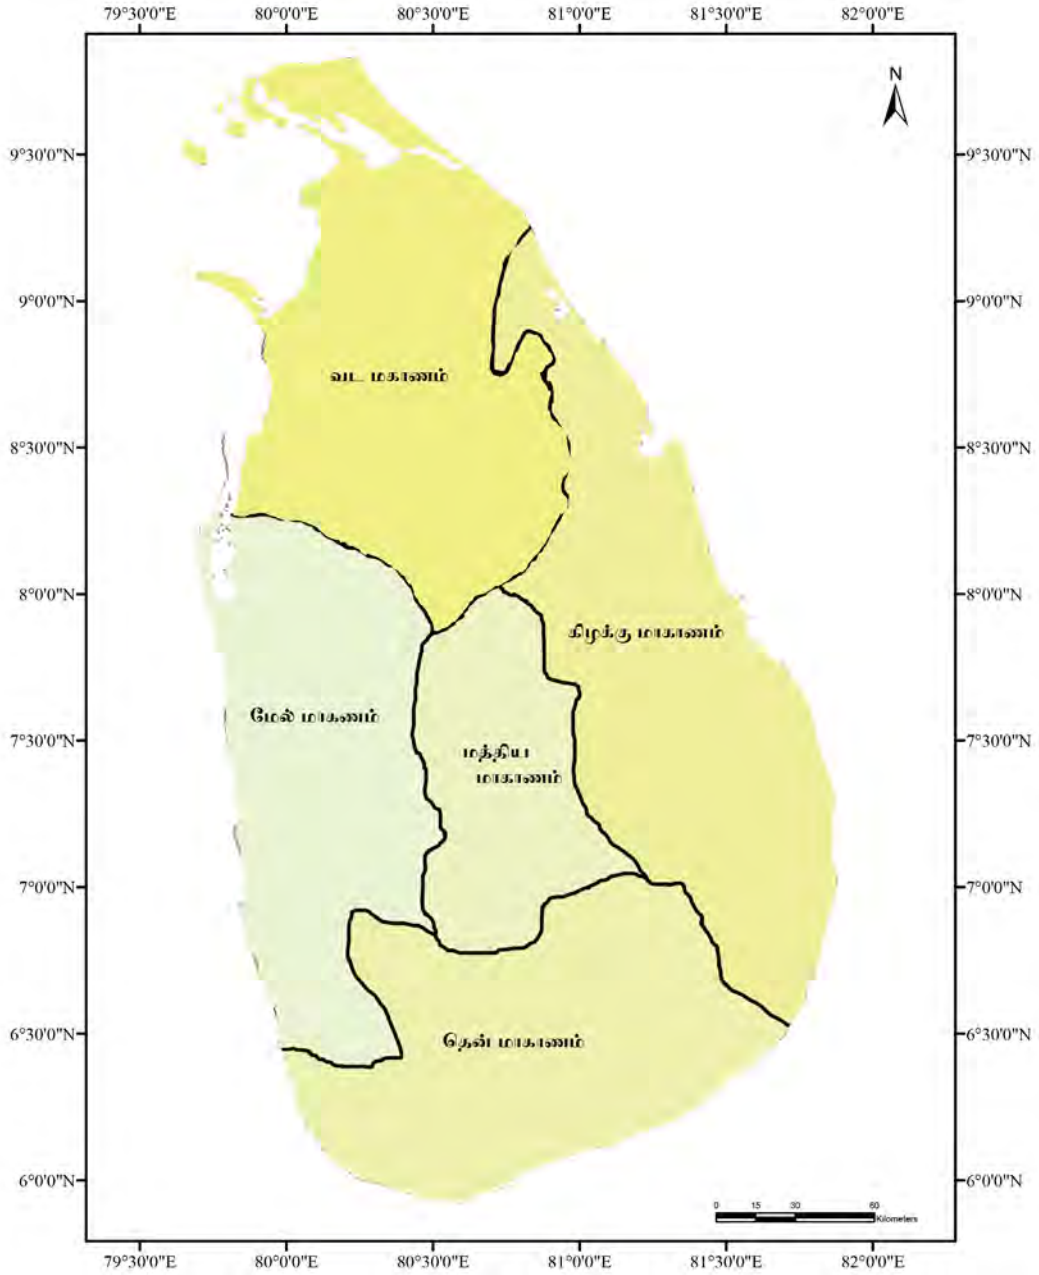 79°30'0"E 80°0'0"E 80°30'0"E 81°0'0"E 81°30'0"E 82°0'0"E
N
9°30'0"N 9°30'0"N
9°0'0"N 9°0'0"N
வட மகாணம்
8°30'0"N 8°30'0"N
8°0'0"N 8°0'0"N
கிழக்கு மாகாணம்
மேல் மாகணம்
7°30'0"N 7°30'0"N
மத்திய
மாகாணம்
7°0'0"N 7°0'0"N
6°30'0"N 6°30'0"N
தென் மாகாணம்
6°0'0"N 6°0'0"N
0 15 30 60
Kilometers
79°30'0"E 80°0'0"E 80°30'0"E 81°0'0"E 81°30'0"E 82°0'0"E